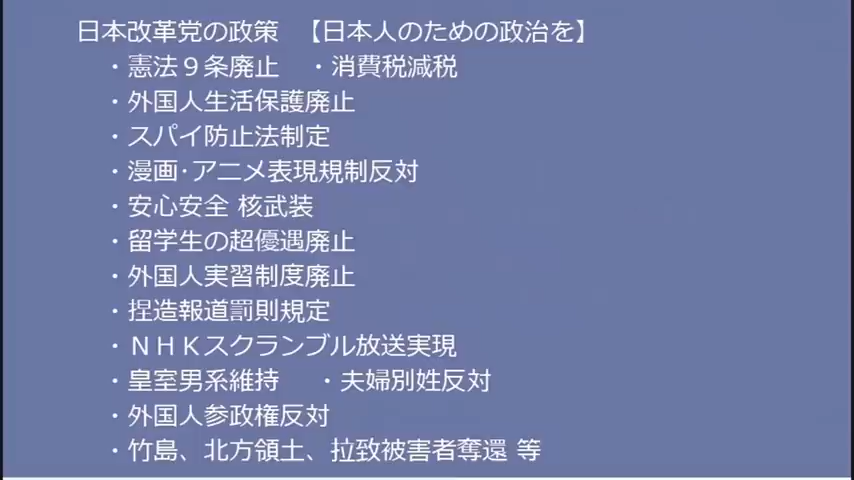 日本改革党の政策　【日本人のための政治を】
・憲法９条廃止　・消費税減税
・外国人生活保護廃止
・スパイ防止法制定
・漫画･アニメ表現規制反対
・安心安全 核武装
・留学生の超優遇廃止
・外国人実習制度廃止
・捏造報道罰則規定
・ＮＨＫスクランブル放送実現
・皇室男系維持　・夫婦別姓反対
・外国人参政権反対
・竹島、北方領土、拉致被害者奪還 等